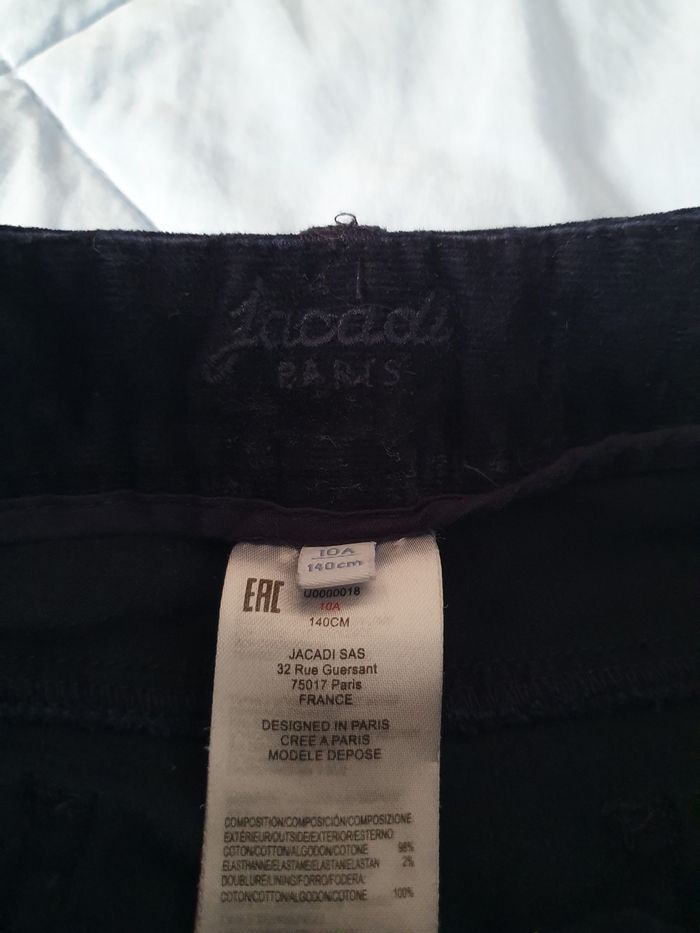 Jacadi
PARIS
10A
140cm
EAC
U0000018
10A
140CM
JACADI SAS
32 Rue Guersant
75017 Paris
FRANCE
DESIGNED IN PARIS
CREE A PARIS
MODELE DEPOSE
COMPOSITION/COMPOSICIÓN/COMPOSIZIONE:
EXTÉRIEUR/OUTSIDE/EXTERIOR/ESTERNO:
COTON/COTTON/ALGODON/COTONE 98%
ELASTHANNE/ELASTANE/ELASTAN/ELASTAN 2%
DOUBLURE/LINING/FORRO/FODERA:
COTON/COTTON/ALGODON/COTONE 100%